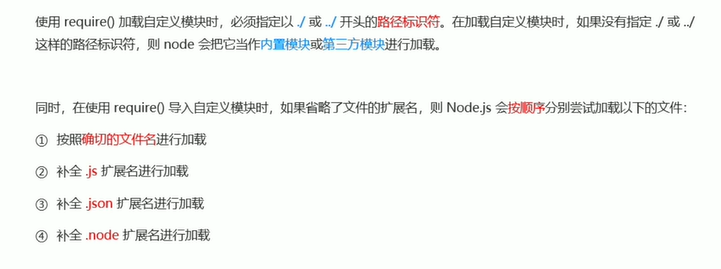 使用 require() 加载自定义模块时，必须指定以 ./ 或 ../ 开头的路径标识符。在加载自定义模块时，如果没有指定 ./ 或 ../
这样的路径标识符，则 node 会把它当作内置模块或第三方模块进行加载。
同时，在使用 require() 导入自定义模块时，如果省略了文件的扩展名，则 Node.js 会按顺序分别尝试加载以下的文件：
① 按照确切的文件名进行加载
② 补全 .js 扩展名进行加载
③ 补全 .json 扩展名进行加载
④ 补全 .node 扩展名进行加载